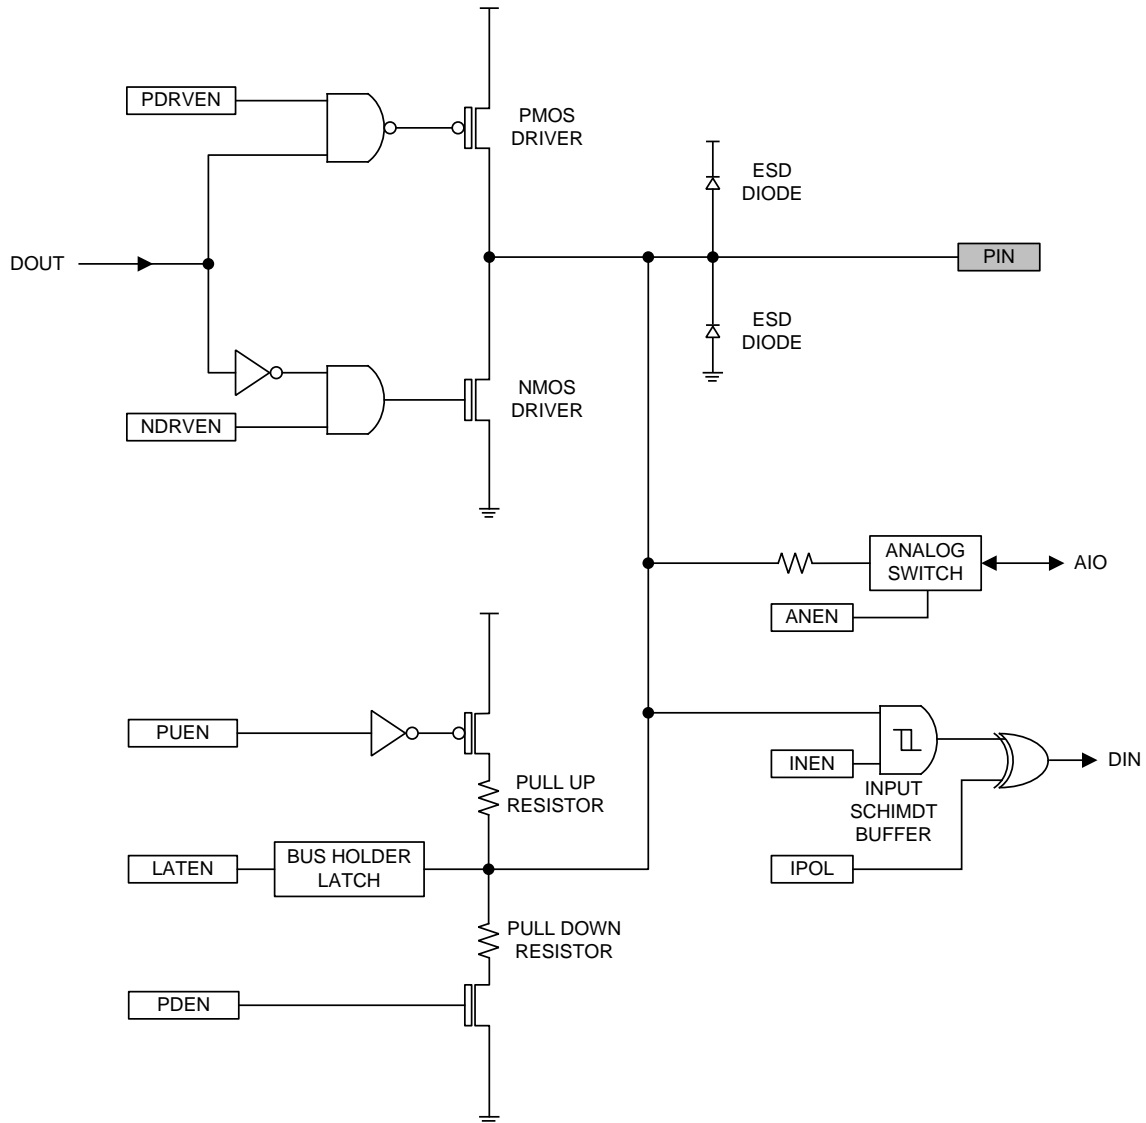 PDRVEN
PMOS
DRIVER
ESD
DIODE
DOUT
PIN
ESD
DIODE
NMOS
DRIVER
NDRVEN
ANALOG
SWITCH
AIO
ANEN
PUEN
INEN
DIN
PULL UP
RESISTOR
INPUT
SCHIMDT
BUFFER
LATEN
BUS HOLDER
LATCH
IPOL
PULL DOWN
RESISTOR
PDEN